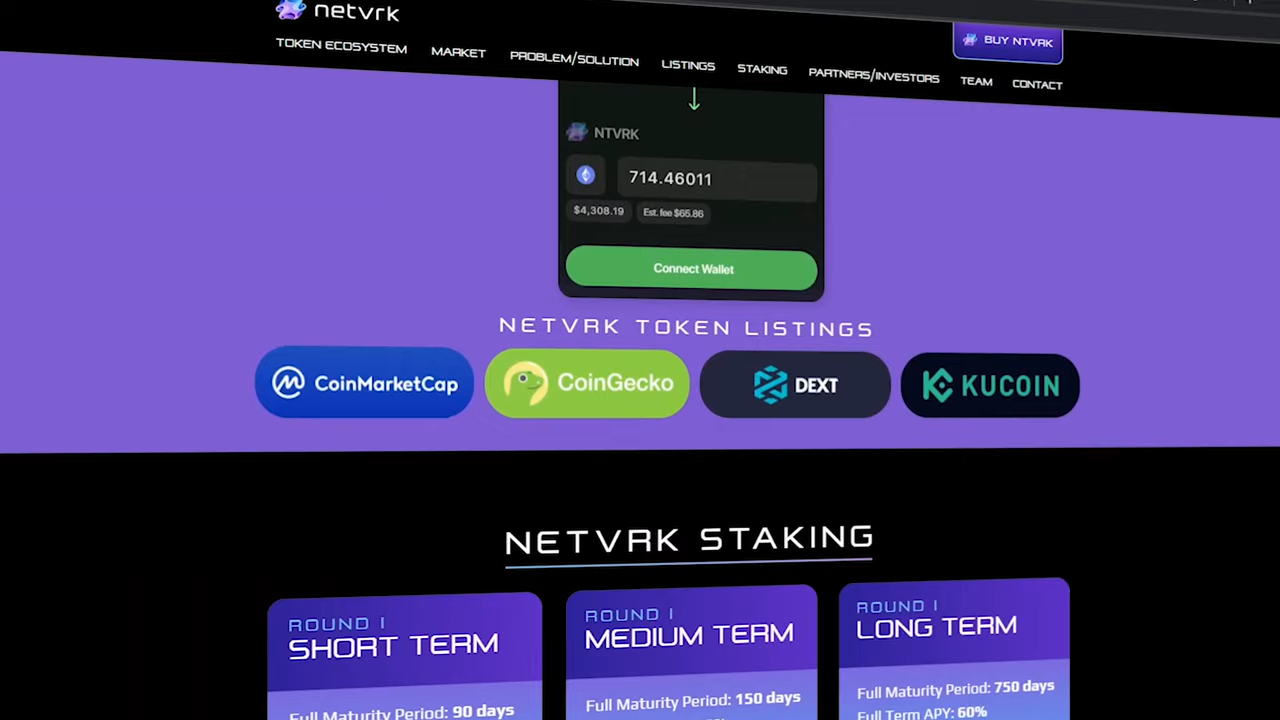 netvrk
BUY NTVRK
TOKEN ECOSYSTEM MARKET PROBLEM/SOLUTION LISTINGS STAKING PARTNERS/INVESTORS TEAM CONTACT
NTVRK
714.46011
$4,308.19 Est. fee $65.86
Connect Wallet
NETVRK TOKEN LISTINGS
CoinMarketCap CoinGecko DEXT KUCOIN
NETVRK STAKING
ROUND 1
SHORT TERM
Full Maturity Period: 90 days
ROUND 1
MEDIUM TERM
Full Maturity Period: 150 days
ROUND 1
LONG TERM
Full Maturity Period: 750 days
Full Term APY: 60%